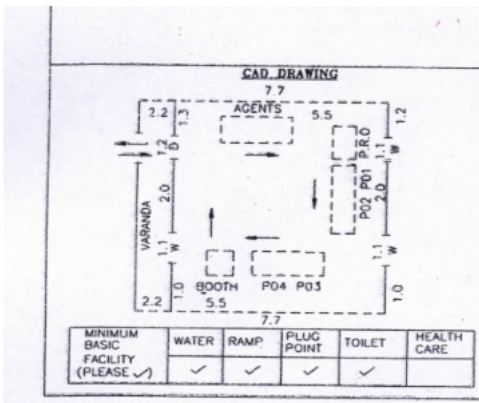 CAD DRAWING
7.7
2.2
1.3
AGENTS
5.5
1.2
P.R.O
1.1
W
1.2
D
2.0
P02 P01
2.0
VARANDA
1.1
W
1.1
W
1.0
BOOTH
P04 P03
1.0
2.2
5.5
7.7
MINIMUM BASIC FACILITY (PLEASE ✓)
WATER
RAMP
PLUG POINT
TOILET
HEALTH CARE
✓ ✓ ✓ ✓